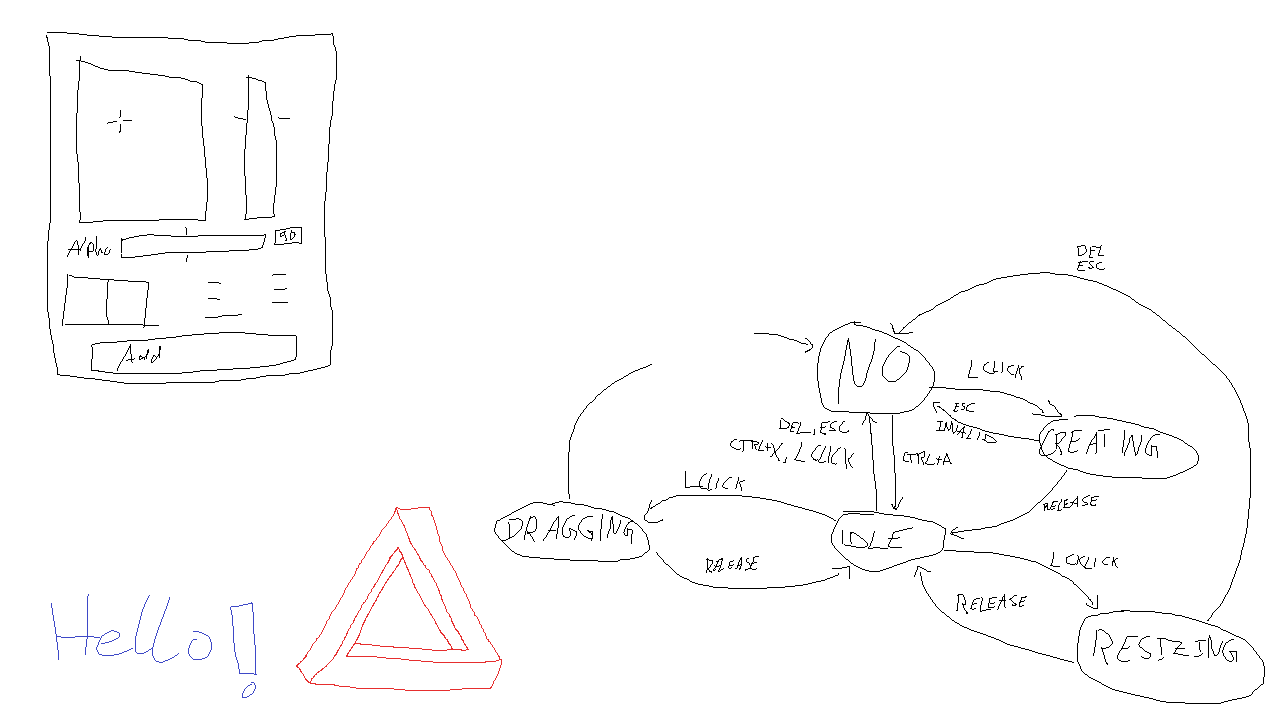 Alpha
90
Add
Hello!
DEL
ESC
NO
LCLICK
ESC
INVALID
CREATING
DEL, ESC
CTRL+X, LCLICK
CTRL+A
RELEASE
LCLICK
DRAGGING
IDLE
RELEASE
LCKLICK
RELEASE
RESIZING